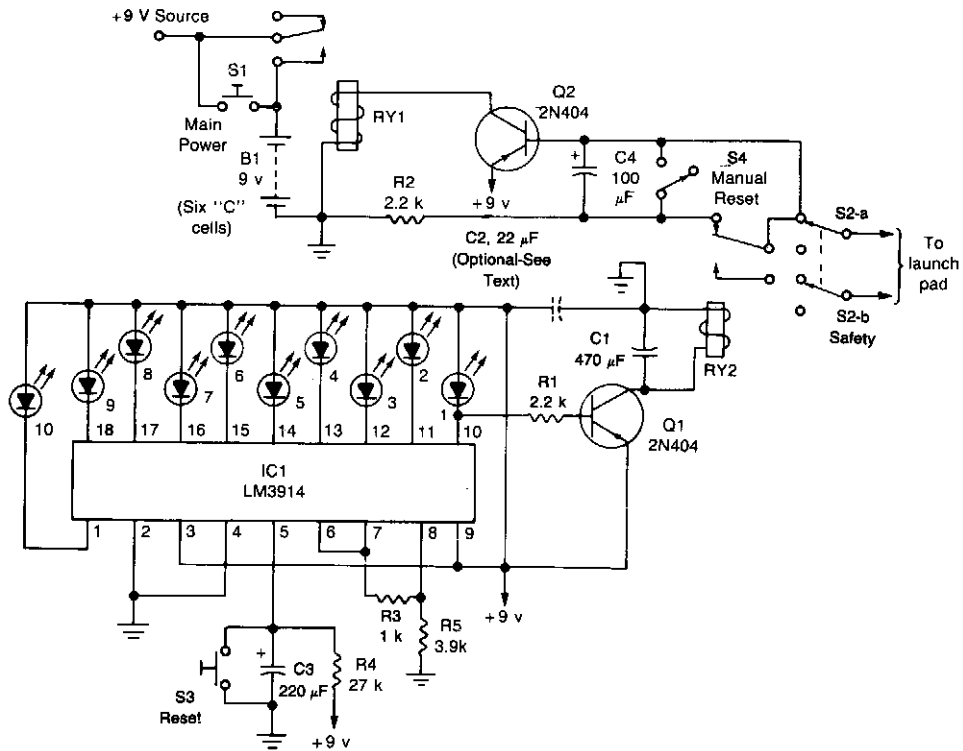 +9 V Source
S1
Main
Power
B1
9 v
(Six "C"
cells)
RY1
Q2
2N404
R2
2.2 k
+9 v
C4
100
µF
S4
Manual
Reset
C2, 22 µF
(Optional-See
Text)
S2-a
To
launch
pad
S2-b
Safety
10
9
8
7
6
5
4
3
2
1
18
17
16
15
14
13
12
11
10
C1
470 µF
RY2
R1
2.2 k
Q1
2N404
IC1
LM3914
1
2
3
4
5
6
7
8
9
R3
1 k
R5
3.9k
+9 v
S3
Reset
+
C3
220 µF
R4
27 k
+9 v
+